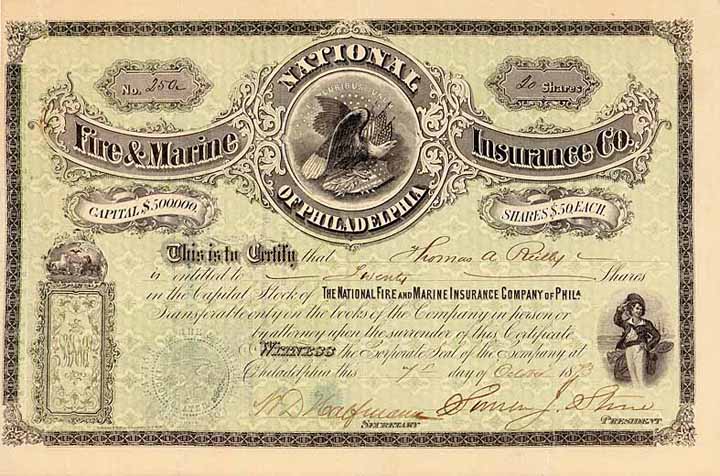 NATIONAL
No. 250
20 Shares
E PLURIBUS UNUM
Fire & Marine
Insurance Co.
OF PHILADELPHIA
CAPITAL $500000.
SHARES $50, EACH.
This is to Certify that Thomas A Reilly
is entitled to Twenty Shares
in the Capital Stock of THE NATIONAL FIRE AND MARINE INSURANCE COMPANY OF PHILA.
Transferable only on the books of the Company in person or
by attorney upon the surrender of this Certificate.
WITNESS the Corporate Seal of the Company at
Philadelphia this 7 day of 1873
SECRETARY
PRESIDENT